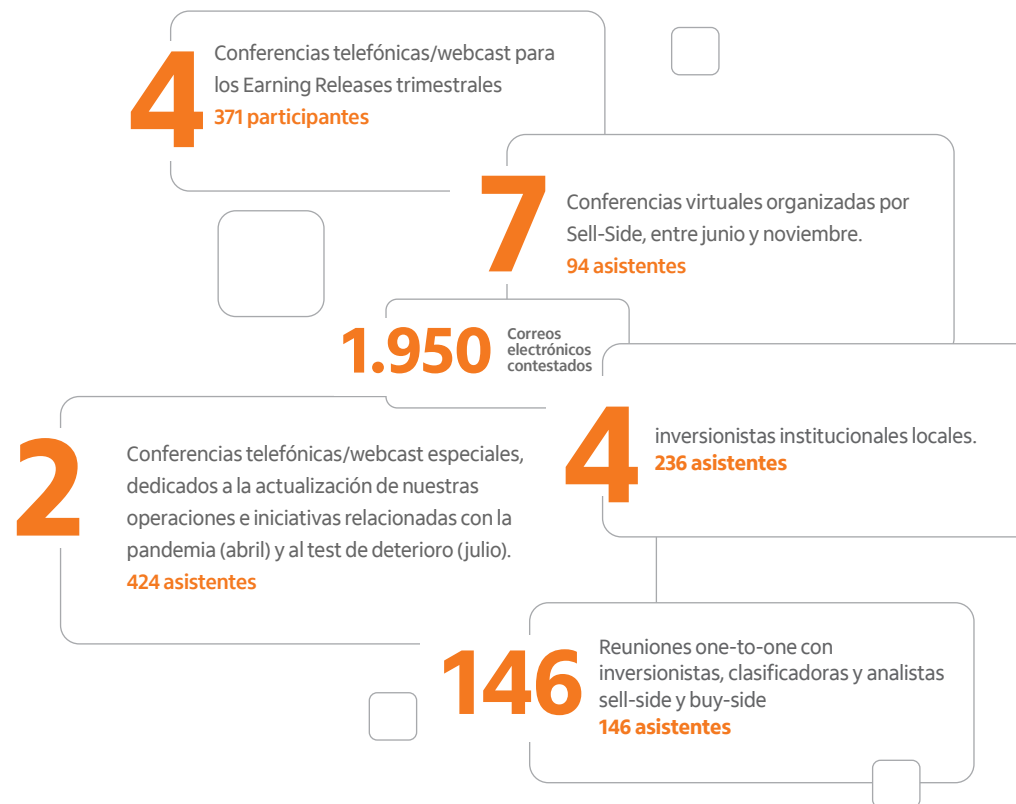 4
Conferencias telefónicas/webcast para
los Earning Releases trimestrales
371 participantes
7
Conferencias virtuales organizadas por
Sell-Side, entre junio y noviembre.
94 asistentes
1.950
Correos
electrónicos
contestados
4
inversionistas institucionales locales.
236 asistentes
2
Conferencias telefónicas/webcast especiales,
dedicados a la actualización de nuestras
operaciones e iniciativas relacionadas con la
pandemia (abril) y al test de deterioro (julio).
424 asistentes
146
Reuniones one-to-one con
inversionistas, clasificadoras y analistas
sell-side y buy-side
146 asistentes